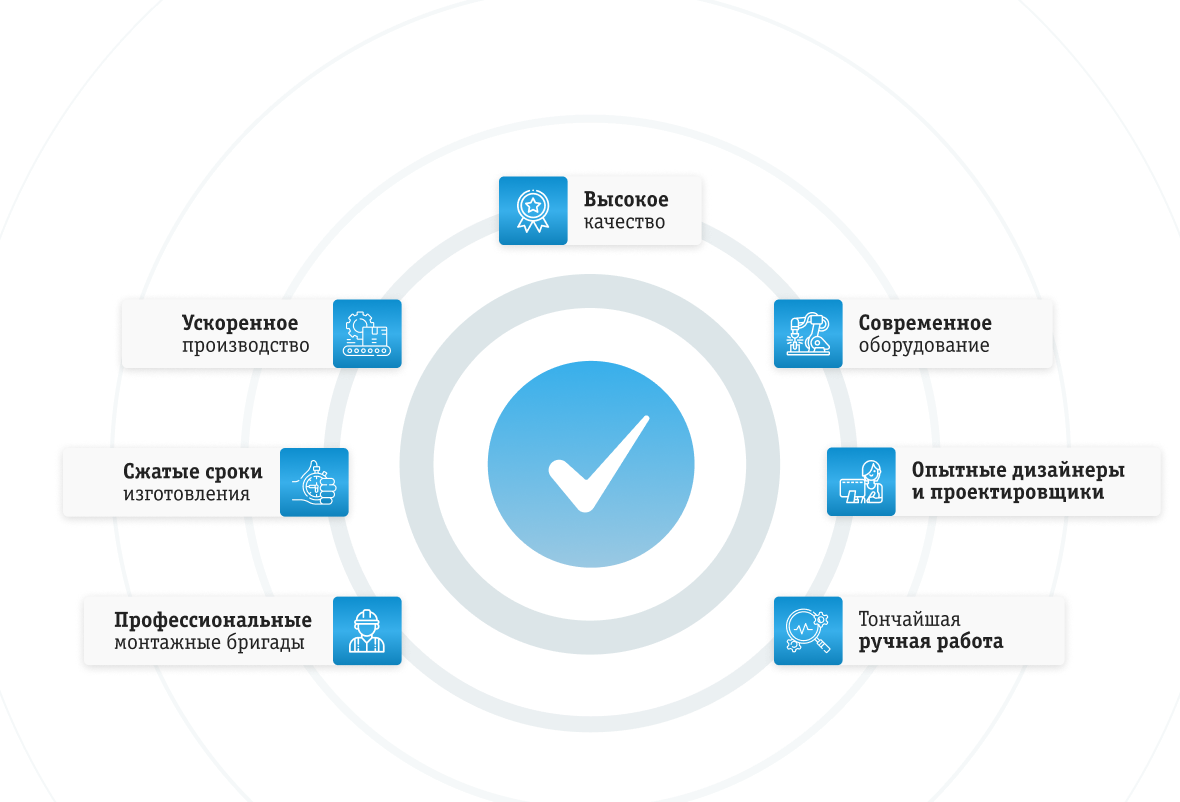 Высокое
качество
Ускоренное
производство
Современное
оборудование
Сжатые сроки
изготовления
Опытные дизайнеры
и проектировщики
Профессиональные
монтажные бригады
Тончайшая
ручная работа